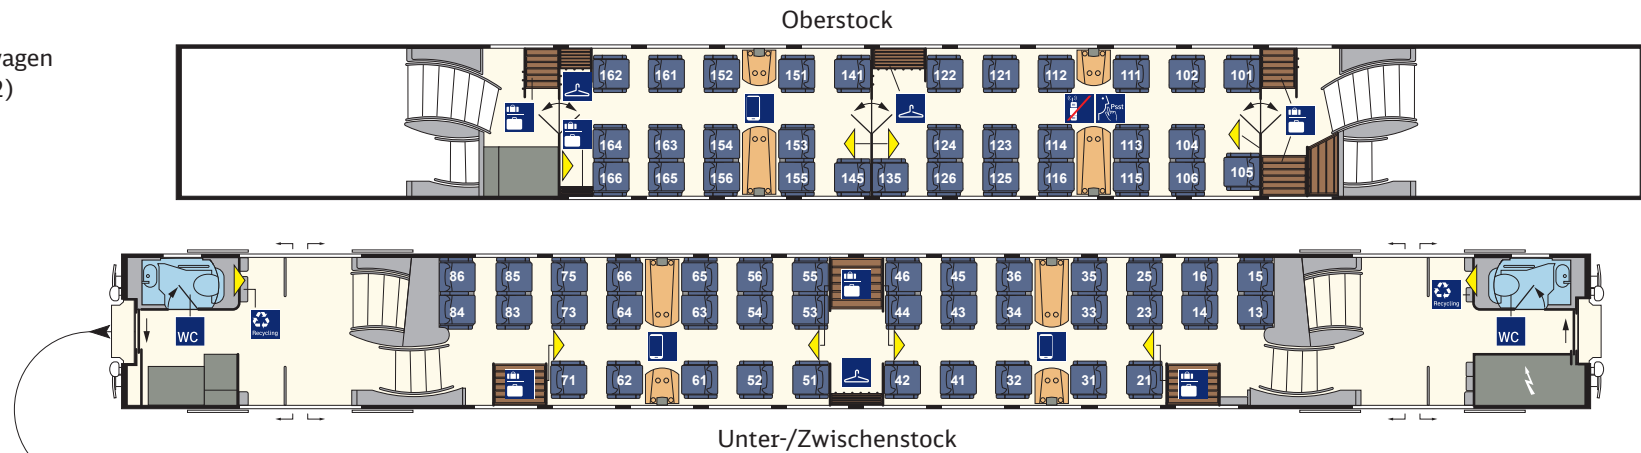 Oberstock
wagen
2)
162 161 152 151 141 122 121 112 111 102 101
Psst
164 163 154 153 124 123 114 113 104
166 165 156 155 145 135 126 125 116 115 106 105
86 85 75 66 65 56 55 46 45 36 35 25 16 15
84 83 73 64 63 54 53 44 43 34 33 23 14 13
Recycling Recycling
WC WC
71 62 61 52 51 42 41 32 31 21
Unter-/Zwischenstock